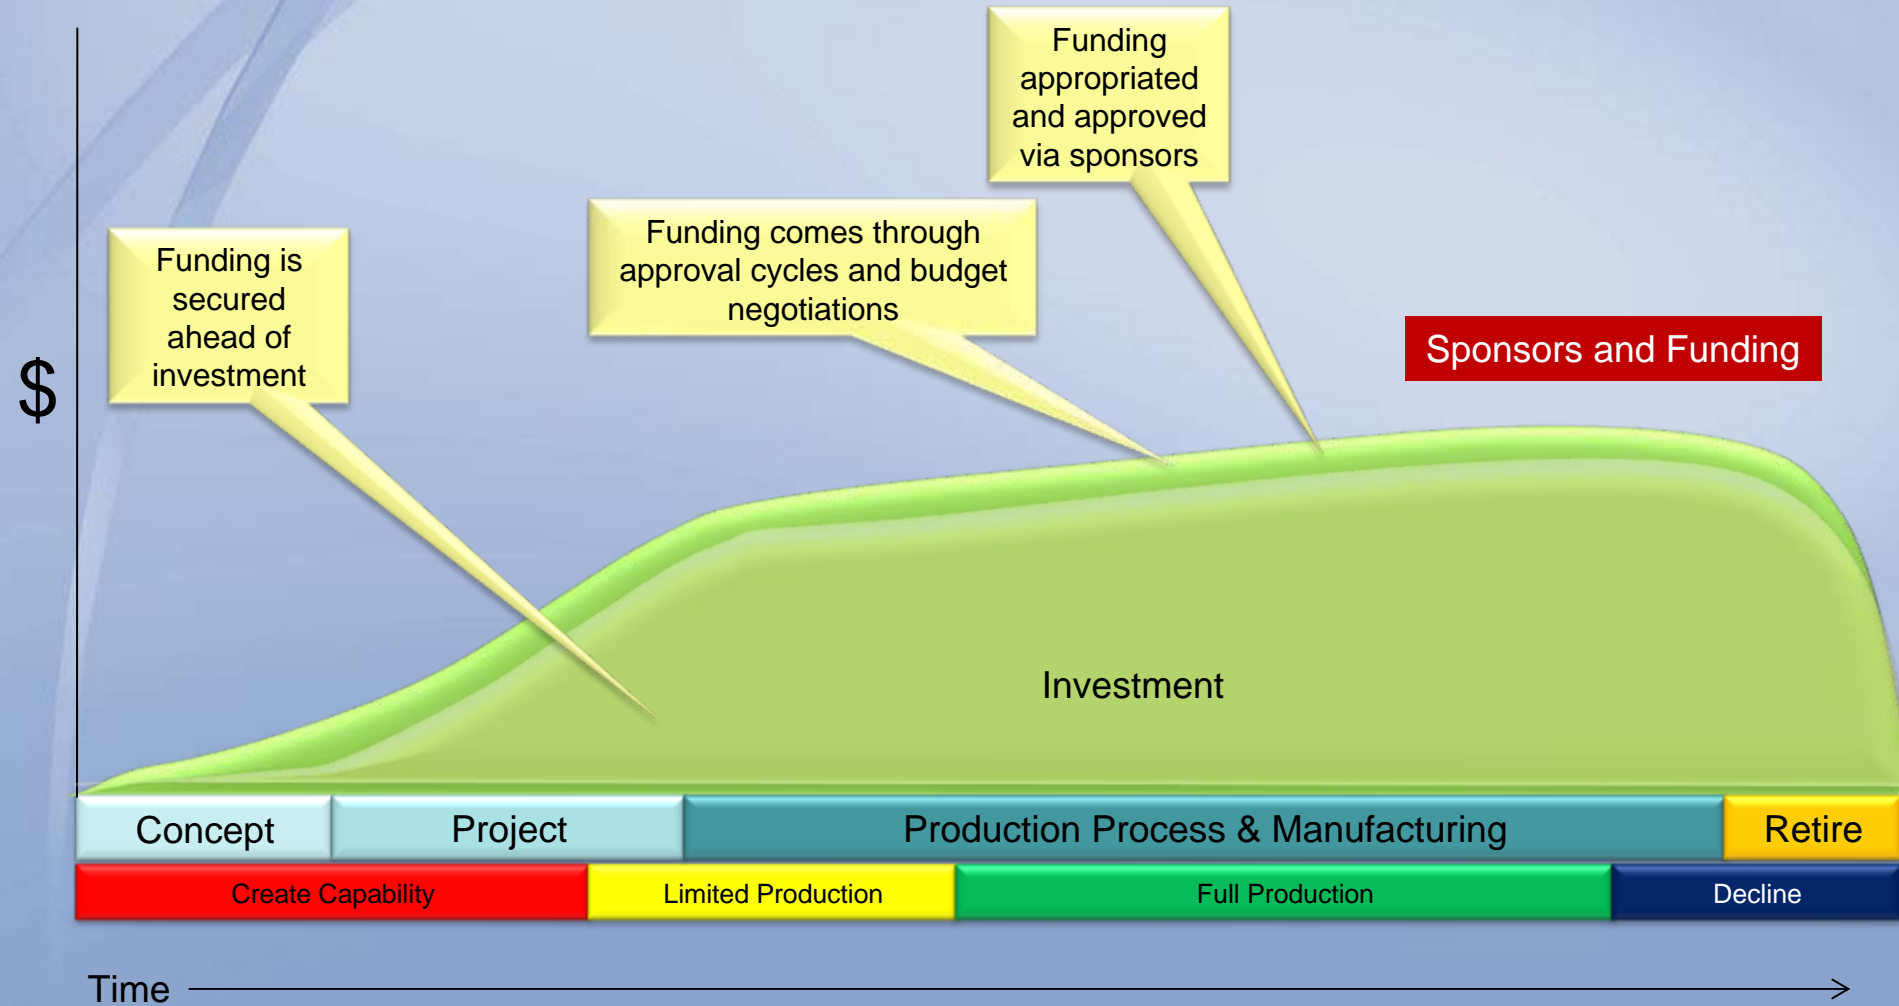 Funding
appropriated
and approved
via sponsors
Funding comes through
approval cycles and budget
negotiations
Funding is
secured
ahead of
investment
Sponsors and Funding
$
Investment
Concept
Project
Production Process & Manufacturing
Retire
Create Capability
Limited Production
Full Production
Decline
Time